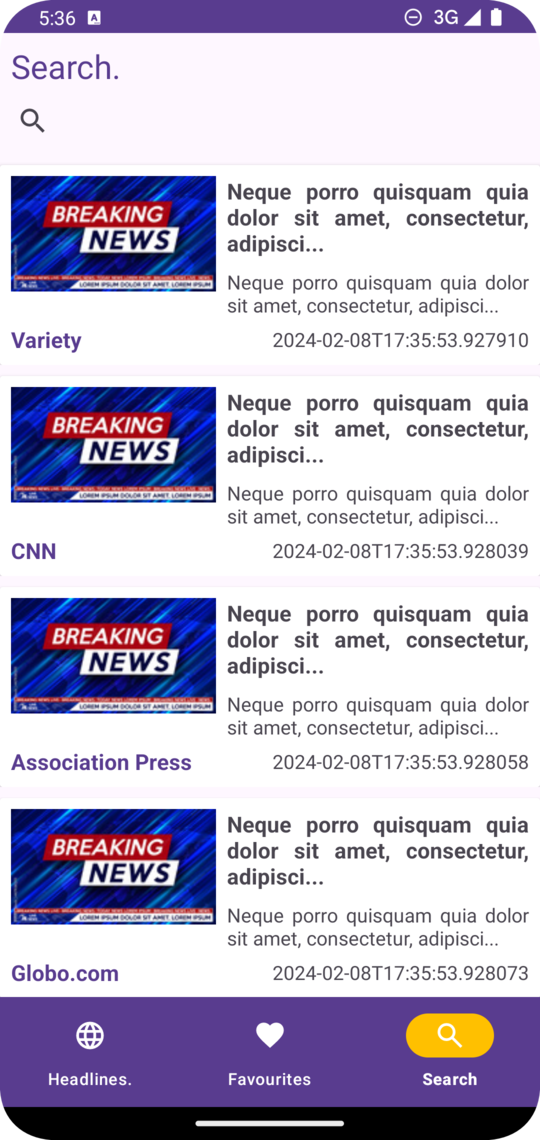 5:36 A 3G
Search.
BREAKING
NEWS
LOREM IPSUM DOLOR SIT AMET, LOREM IPSUM
Neque porro quisquam quia
dolor sit amet, consectetur,
adipisci...
Neque porro quisquam quia dolor
sit amet, consectetur, adipisci...
Variety
2024-02-08T17:35:53.927910
BREAKING
NEWS
LOREM IPSUM DOLOR SIT AMET, LOREM IPSUM
Neque porro quisquam quia
dolor sit amet, consectetur,
adipisci...
Neque porro quisquam quia dolor
sit amet, consectetur, adipisci...
CNN
2024-02-08T17:35:53.928039
BREAKING
NEWS
LOREM IPSUM DOLOR SIT AMET, LOREM IPSUM
Neque porro quisquam quia
dolor sit amet, consectetur,
adipisci...
Neque porro quisquam quia dolor
sit amet, consectetur, adipisci...
Association Press
2024-02-08T17:35:53.928058
BREAKING
NEWS
LOREM IPSUM DOLOR SIT AMET, LOREM IPSUM
Neque porro quisquam quia
dolor sit amet, consectetur,
adipisci...
Neque porro quisquam quia dolor
sit amet, consectetur, adipisci...
Globo.com
2024-02-08T17:35:53.928073
Headlines.
Favourites
Search